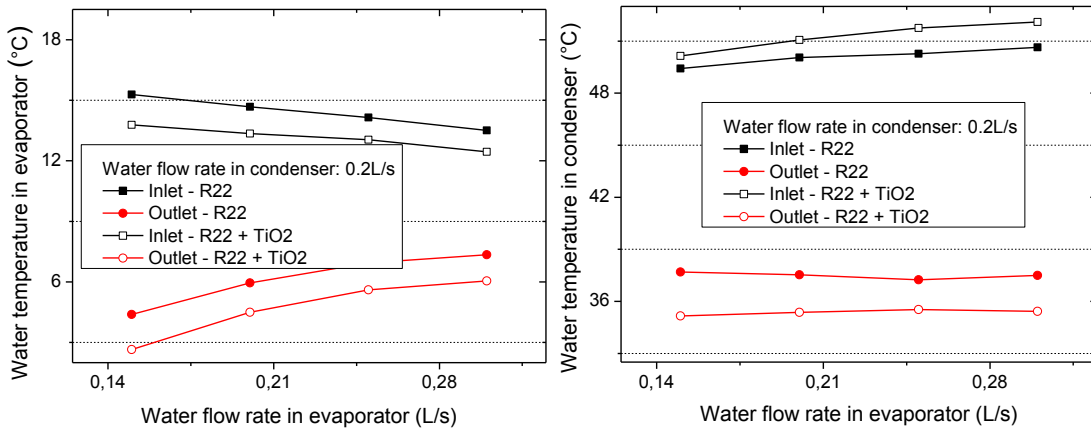 Water temperature in evaporator (°C)
18
12
6
Water flow rate in condenser: 0.2L/s
Inlet - R22
Outlet - R22
Inlet - R22 + TiO2
Outlet - R22 + TiO2
0,14
0,21
0,28
Water flow rate in evaporator (L/s)
Water temperature in condenser (°C)
48
42
36
Water flow rate in condenser: 0.2L/s
Inlet - R22
Outlet - R22
Inlet - R22 + TiO2
Outlet - R22 + TiO2
0,14
0,21
0,28
Water flow rate in evaporator (L/s)